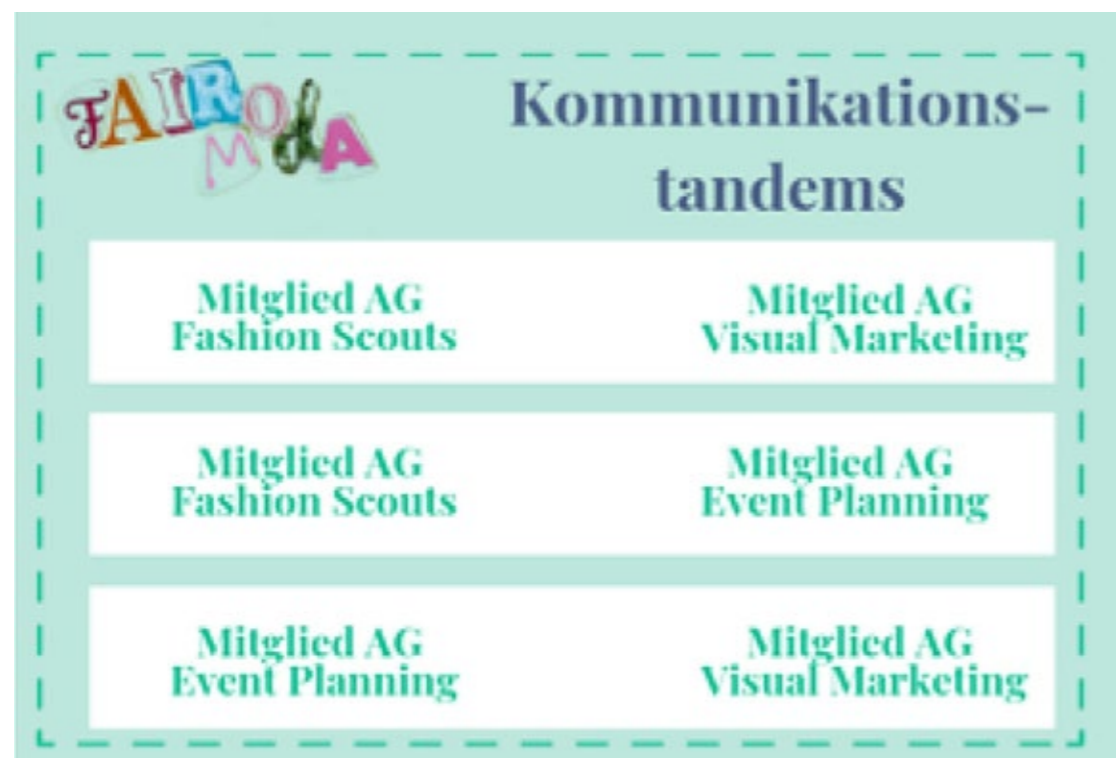 FAIR
MODA
Kommunikations-
tandems
Mitglied AG
Fashion Scouts
Mitglied AG
Visual Marketing
Mitglied AG
Fashion Scouts
Mitglied AG
Event Planning
Mitglied AG
Event Planning
Mitglied AG
Visual Marketing